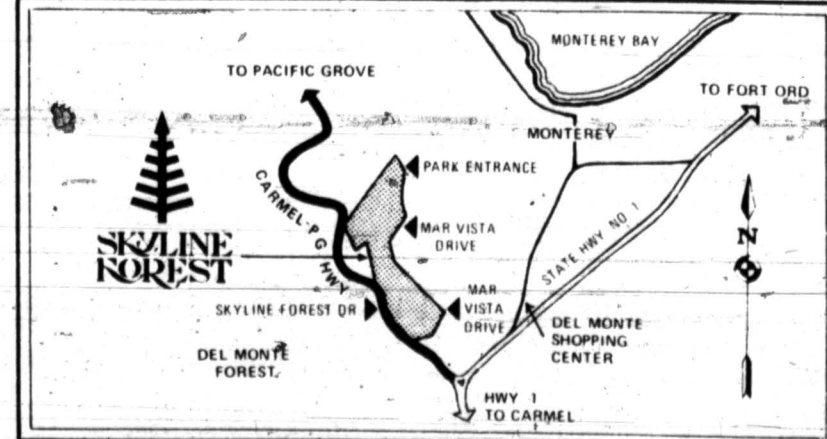 MONTEREY BAY
TO PACIFIC GROVE
TO FORT ORD
MONTEREY
PARK ENTRANCE
CARMEL-P.G. HWY
MAR VISTA
DRIVE
STATE HWY NO 1
N
SKYLINE
FOREST
SKYLINE FOREST DR
MAR
VISTA
DRIVE
DEL MONTE
SHOPPING
CENTER
DEL MONTE
FOREST
HWY 1
TO CARMEL